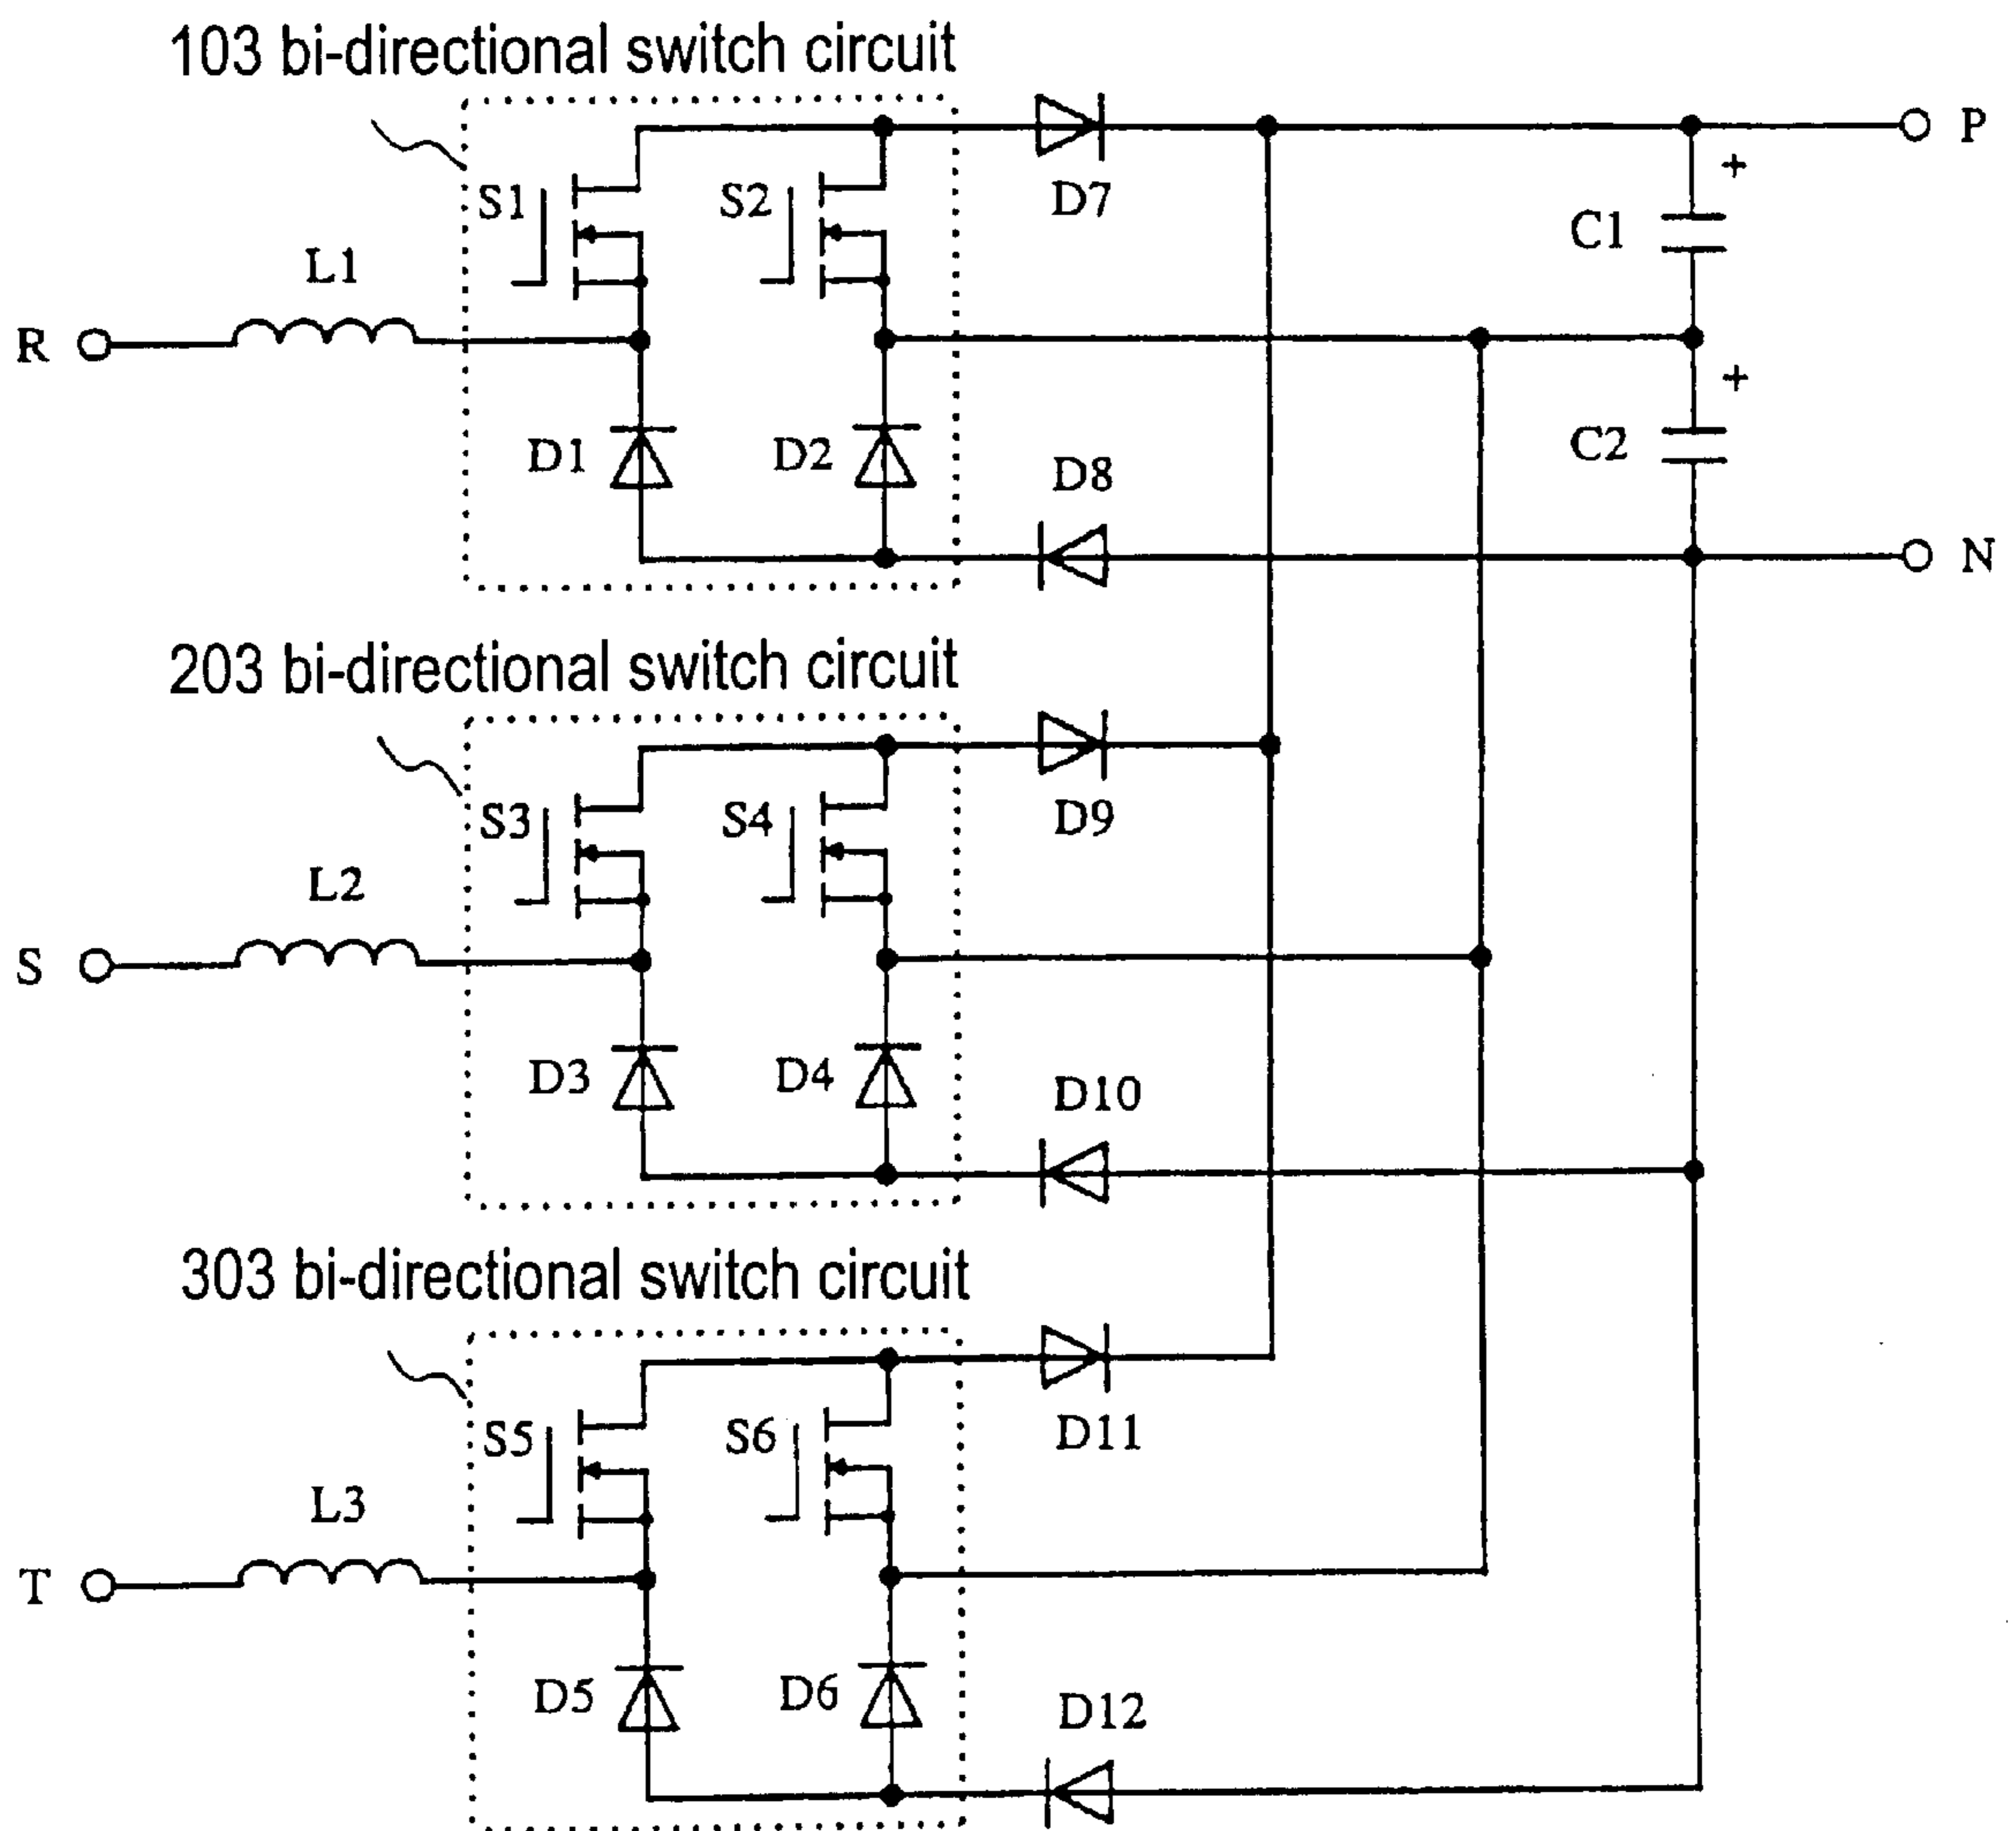 103 bi-directional switch circuit
S1
S2
D7
P
+
C1
L1
R
+
D1
D2
D8
C2
N
203 bi-directional switch circuit
S3
S4
D9
L2
S
D3
D4
D10
303 bi-directional switch circuit
S5
S6
D11
L3
T
D5
D6
D12